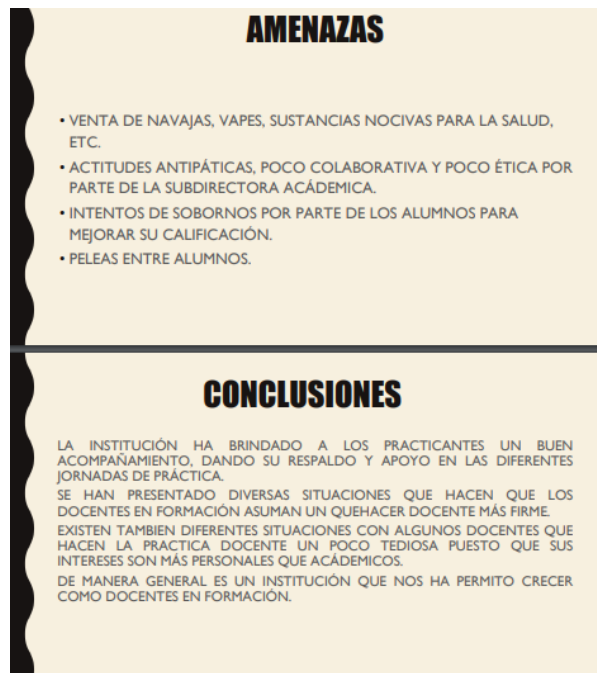 AMENAZAS
• VENTA DE NAVAJAS, VAPES, SUSTANCIAS NOCIVAS PARA LA SALUD,
ETC.
• ACTITUDES ANTIPÁTICAS, POCO COLABORATIVA Y POCO ÉTICA POR
PARTE DE LA SUBDIRECTORA ACÁDEMICA.
• INTENTOS DE SOBORNOS POR PARTE DE LOS ALUMNOS PARA
MEJORAR SU CALIFICACIÓN.
• PELEAS ENTRE ALUMNOS.
CONCLUSIONES
LA INSTITUCIÓN HA BRINDADO A LOS PRACTICANTES UN BUEN
ACOMPAÑAMIENTO, DANDO SU RESPALDO Y APOYO EN LAS DIFERENTES
JORNADAS DE PRÁCTICA.
SE HAN PRESENTADO DIVERSAS SITUACIONES QUE HACEN QUE LOS
DOCENTES EN FORMACIÓN ASUMAN UN QUEHACER DOCENTE MÁS FIRME.
EXISTEN TAMBIEN DIFERENTES SITUACIONES CON ALGUNOS DOCENTES QUE
HACEN LA PRACTICA DOCENTE UN POCO TEDIOSA PUESTO QUE SUS
INTERESES SON MÁS PERSONALES QUE ACÁDEMICOS.
DE MANERA GENERAL ES UN INSTITUCIÓN QUE NOS HA PERMITO CRECER
COMO DOCENTES EN FORMACIÓN.